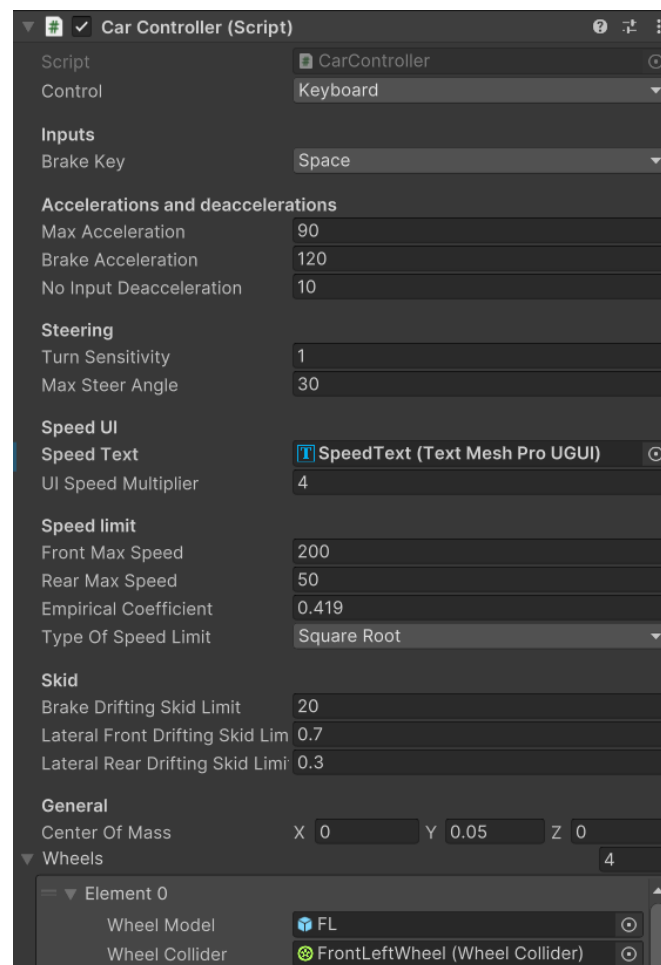 Car Controller (Script)
Script CarController
Control Keyboard
Inputs
Brake Key Space
Accelerations and deaccelerations
Max Acceleration 90
Brake Acceleration 120
No Input Deacceleration 10
Steering
Turn Sensitivity 1
Max Steer Angle 30
Speed UI
Speed Text SpeedText (Text Mesh Pro UGUI)
UI Speed Multiplier 4
Speed limit
Front Max Speed 200
Rear Max Speed 50
Empirical Coefficient 0.419
Type Of Speed Limit Square Root
Skid
Brake Drifting Skid Limit 20
Lateral Front Drifting Skid Lim 0.7
Lateral Rear Drifting Skid Limi 0.3
General
Center Of Mass X 0 Y 0.05 Z 0
Wheels 4
Element 0
Wheel Model FL
Wheel Collider FrontLeftWheel (Wheel Collider)